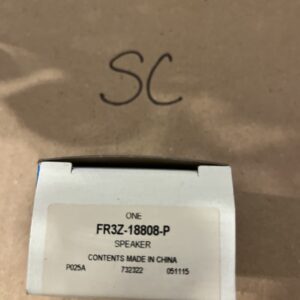 SC
ONE
FR3Z-18808-P
SPEAKER
CONTENTS MADE IN CHINA
P025A 732322 051115